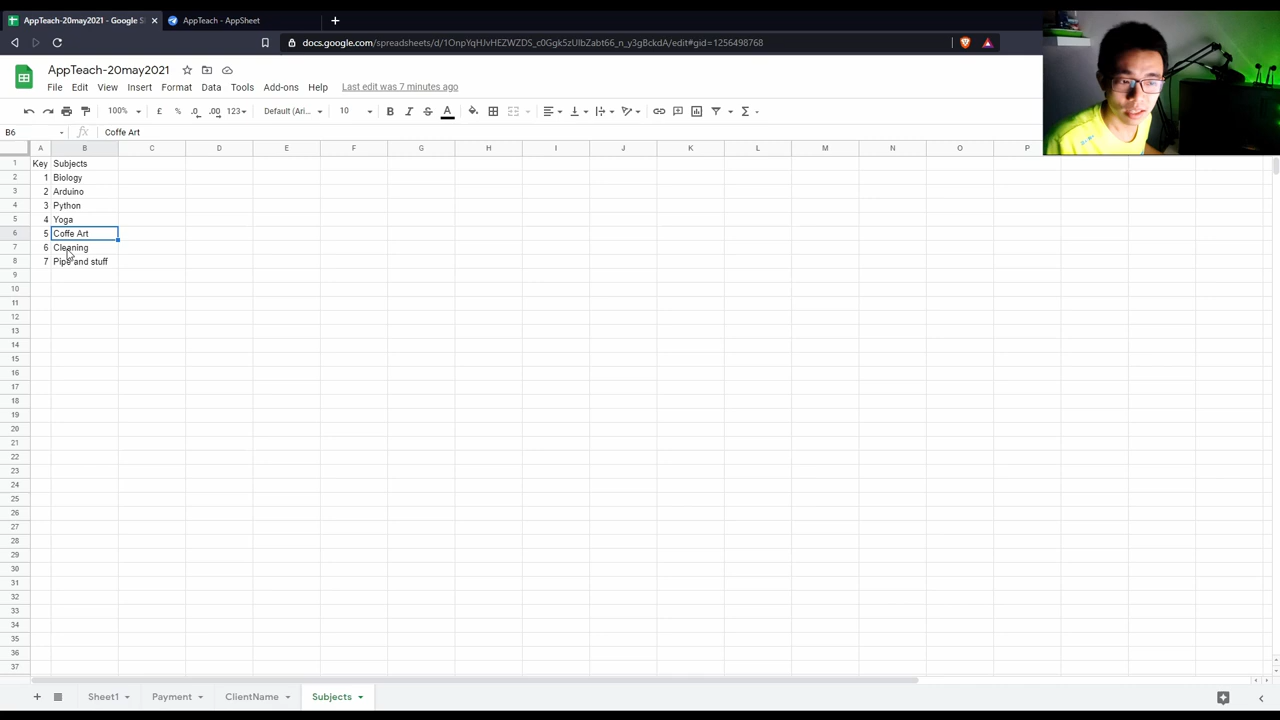 AppTeach-20may2021 - Google S
AppTeach - AppSheet
docs.google.com/spreadsheets/d/1OnpYqHJvHEZWZDS_c0Ggk5zUIbZabt66_n_y3gBckdA/edit#gid=1256498768
AppTeach-20may2021
File Edit View Insert Format Data Tools Add-ons Help Last edit was 7 minutes ago
100% £ % .0 .00 123 Default (Ari... 10 B I S A
B6 fx Coffe Art
A B C D E F G H I J K L M N O P
1 Key Subjects
2 1 Biology
3 2 Arduino
4 3 Python
5 4 Yoga
6 5 Coffe Art
7 6 Cleaning
8 7 Pipe and stuff
9
10
11
12
13
14
15
16
17
18
19
20
21
22
23
24
25
26
27
28
29
30
31
32
33
34
35
36
37
Sheet1 Payment ClientName Subjects